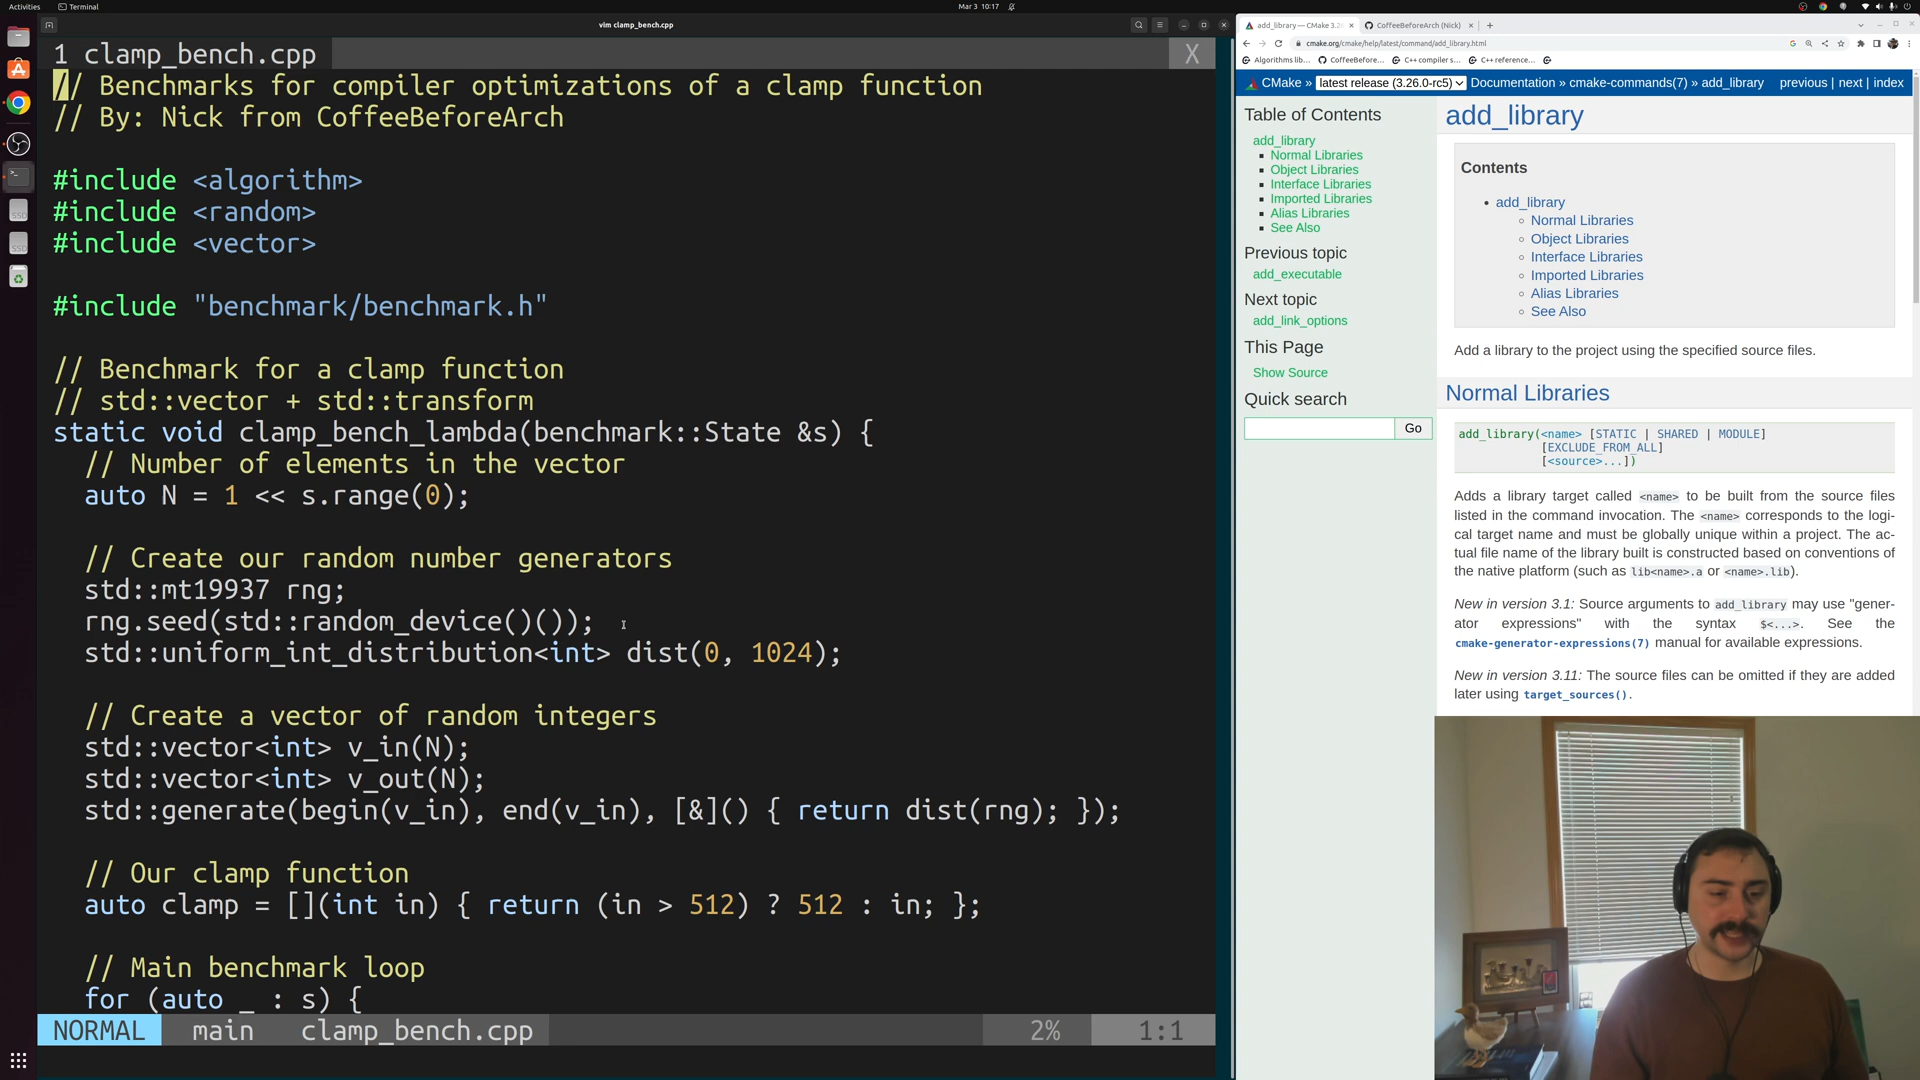 Activities
Terminal
Mar 3 10:17
vim clamp_bench.cpp
1 clamp_bench.cpp
X
// Benchmarks for compiler optimizations of a clamp function
// By: Nick from CoffeeBeforeArch
#include <algorithm>
#include <random>
#include <vector>
#include "benchmark/benchmark.h"
// Benchmark for a clamp function
// std::vector + std::transform
static void clamp_bench_lambda(benchmark::State &s) {
// Number of elements in the vector
auto N = 1 << s.range(0);
// Create our random number generators
std::mt19937 rng;
rng.seed(std::random_device()());
std::uniform_int_distribution<int> dist(0, 1024);
// Create a vector of random integers
std::vector<int> v_in(N);
std::vector<int> v_out(N);
std::generate(begin(v_in), end(v_in), [&]() { return dist(rng); });
// Our clamp function
auto clamp = [](int in) { return (in > 512) ? 512 : in; };
// Main benchmark loop
for (auto _ : s) {
NORMAL main clamp_bench.cpp 2% 1:1
add_library — CMake 3.2
CoffeeBeforeArch (Nick)
cmake.org/cmake/help/latest/command/add_library.html
Algorithms lib...
CoffeeBefore...
C++ compiler s...
C++ reference...
CMake » latest release (3.26.0-rc5) Documentation » cmake-commands(7) » add_library previous | next | index
Table of Contents
add_library
Normal Libraries
Object Libraries
Interface Libraries
Imported Libraries
Alias Libraries
See Also
Previous topic
add_executable
Next topic
add_link_options
This Page
Show Source
Quick search
Go
add_library
Contents
add_library
Normal Libraries
Object Libraries
Interface Libraries
Imported Libraries
Alias Libraries
See Also
Add a library to the project using the specified source files.
Normal Libraries
add_library(<name> [STATIC | SHARED | MODULE]
[EXCLUDE_FROM_ALL]
[<source>...])
Adds a library target called <name> to be built from the source files
listed in the command invocation. The <name> corresponds to the logi-
cal target name and must be globally unique within a project. The ac-
tual file name of the library built is constructed based on conventions of
the native platform (such as lib<name>.a or <name>.lib).
New in version 3.1: Source arguments to add_library may use "gener-
ator expressions" with the syntax $<...>. See the
cmake-generator-expressions(7) manual for available expressions.
New in version 3.11: The source files can be omitted if they are added
later using target_sources().